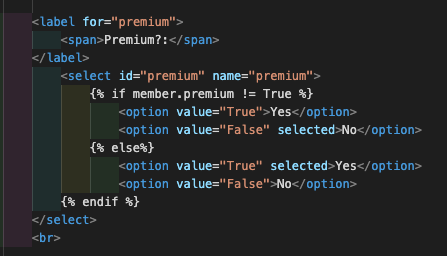 <label for="premium">
<span>Premium?:</span>
</label>
<select id="premium" name="premium">
{% if member.premium != True %}
<option value="True">Yes</option>
<option value="False" selected>No</option>
{% else%}
<option value="True" selected>Yes</option>
<option value="False">No</option>
{% endif %}
</select>
<br>